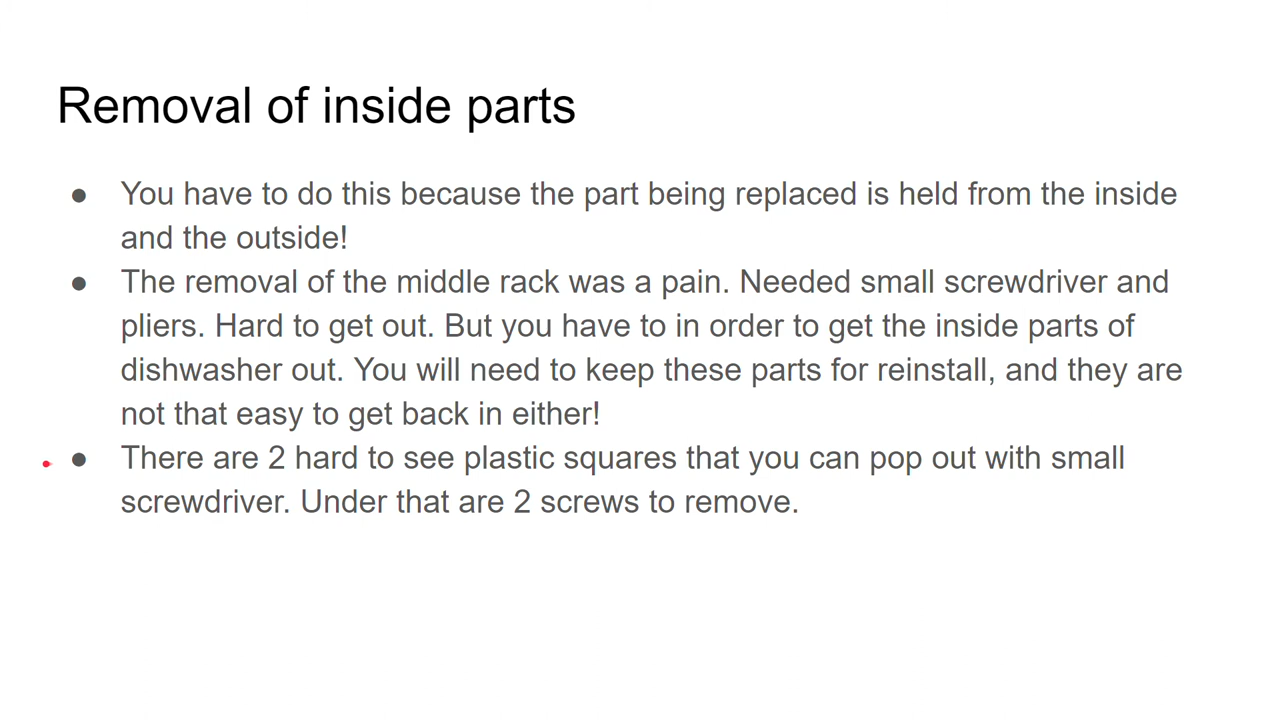 Removal of inside parts
● You have to do this because the part being replaced is held from the inside
and the outside!
● The removal of the middle rack was a pain. Needed small screwdriver and
pliers. Hard to get out. But you have to in order to get the inside parts of
dishwasher out. You will need to keep these parts for reinstall, and they are
not that easy to get back in either!
● There are 2 hard to see plastic squares that you can pop out with small
screwdriver. Under that are 2 screws to remove.